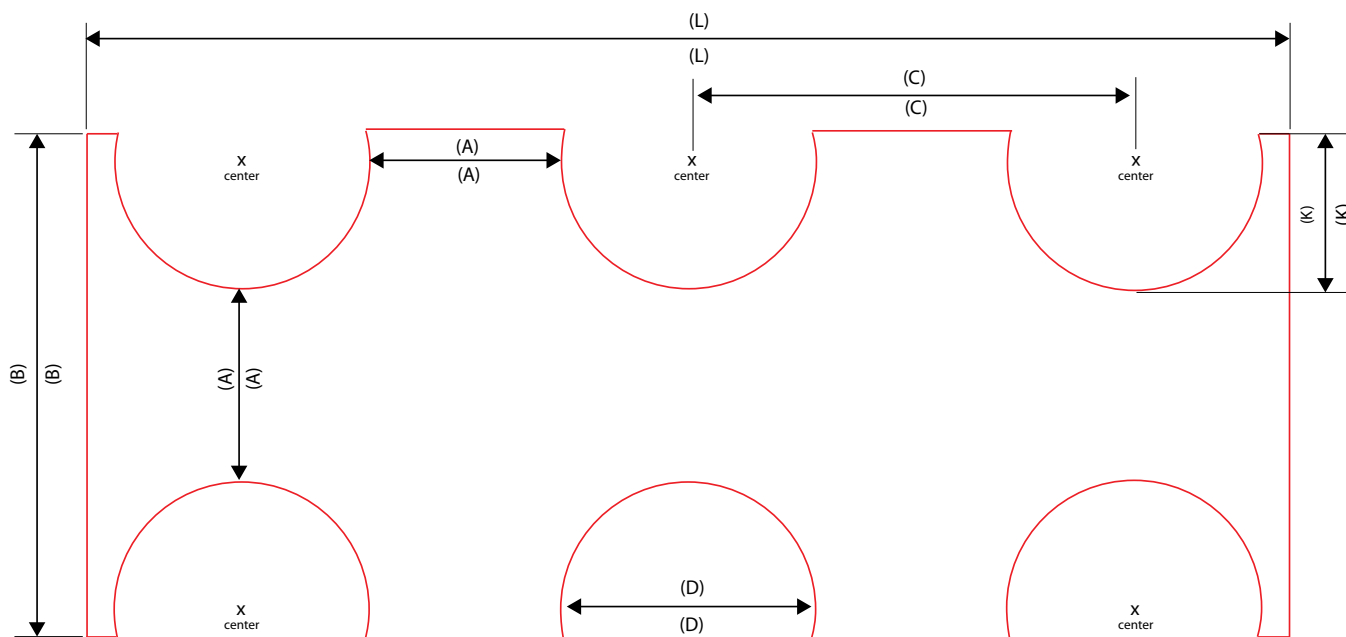 (L)
(L)
(C)
(C)
(A)
(A)
x
center
x
center
x
center
(K)
(K)
(B)
(B)
(A)
(A)
(D)
(D)
x
center
x
center